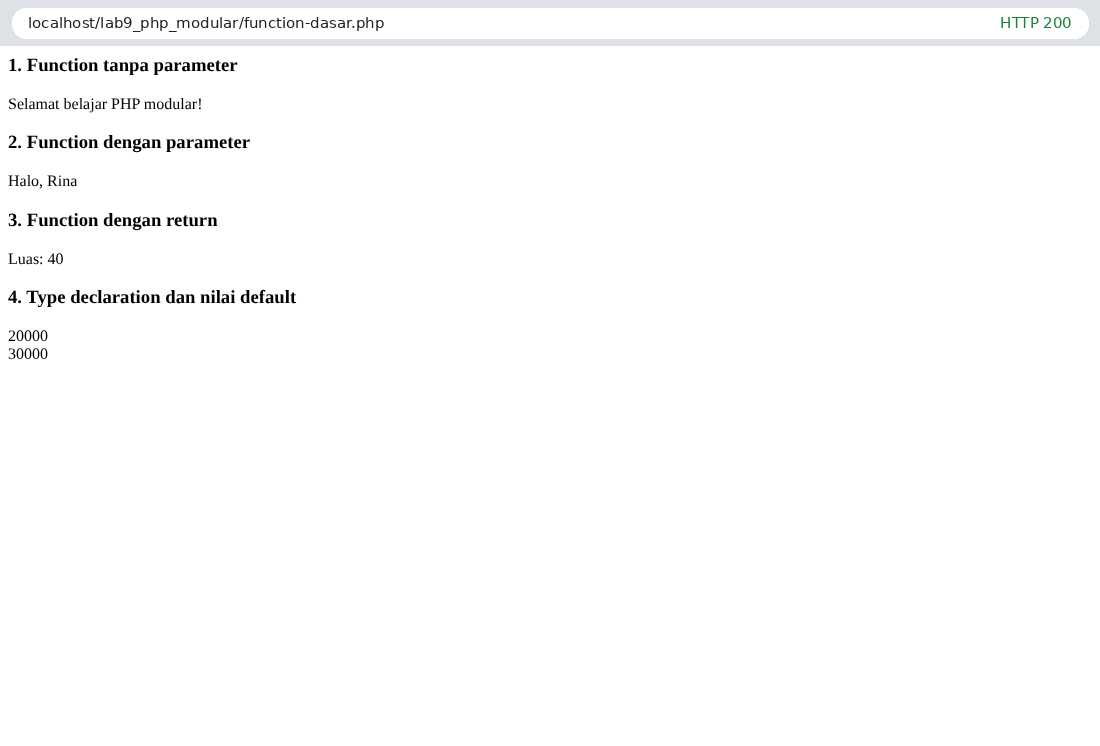 localhost/lab9_php_modular/function-dasar.php
HTTP 200
1. Function tanpa parameter
Selamat belajar PHP modular!
2. Function dengan parameter
Halo, Rina
3. Function dengan return
Luas: 40
4. Type declaration dan nilai default
20000
30000